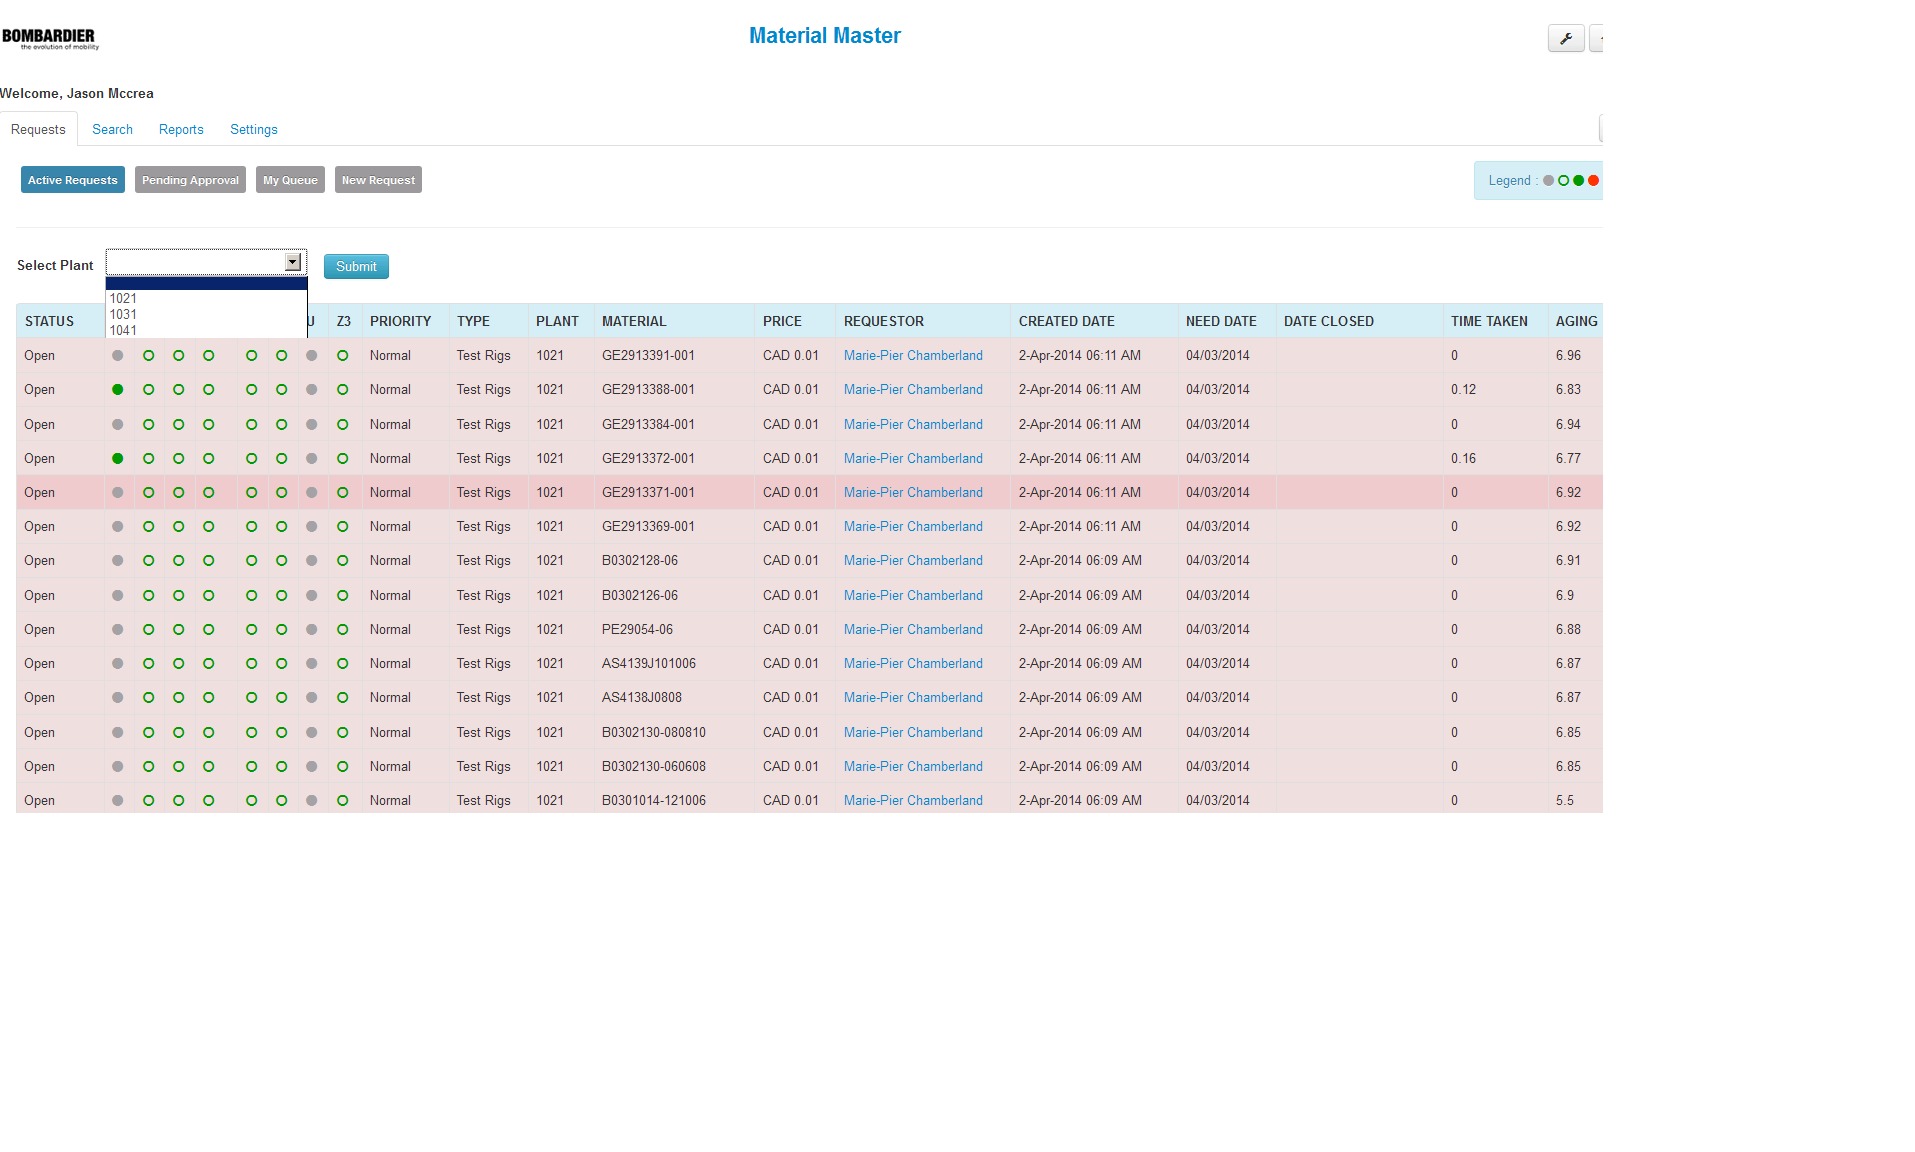 BOMBARDIER
the evolution of mobility
Material Master
Welcome, Jason Mccrea
Requests Search Reports Settings
Active Requests Pending Approval My Queue New Request Legend :
Select Plant Submit
1021
1031
1041
STATUS U Z3 PRIORITY TYPE PLANT MATERIAL PRICE REQUESTOR CREATED DATE NEED DATE DATE CLOSED TIME TAKEN AGING
Open Normal Test Rigs 1021 GE2913391-001 CAD 0.01 Marie-Pier Chamberland 2-Apr-2014 06:11 AM 04/03/2014 0 6.96
Open Normal Test Rigs 1021 GE2913388-001 CAD 0.01 Marie-Pier Chamberland 2-Apr-2014 06:11 AM 04/03/2014 0.12 6.83
Open Normal Test Rigs 1021 GE2913384-001 CAD 0.01 Marie-Pier Chamberland 2-Apr-2014 06:11 AM 04/03/2014 0 6.94
Open Normal Test Rigs 1021 GE2913372-001 CAD 0.01 Marie-Pier Chamberland 2-Apr-2014 06:11 AM 04/03/2014 0.16 6.77
Open Normal Test Rigs 1021 GE2913371-001 CAD 0.01 Marie-Pier Chamberland 2-Apr-2014 06:11 AM 04/03/2014 0 6.92
Open Normal Test Rigs 1021 GE2913369-001 CAD 0.01 Marie-Pier Chamberland 2-Apr-2014 06:11 AM 04/03/2014 0 6.92
Open Normal Test Rigs 1021 B0302128-06 CAD 0.01 Marie-Pier Chamberland 2-Apr-2014 06:09 AM 04/03/2014 0 6.91
Open Normal Test Rigs 1021 B0302126-06 CAD 0.01 Marie-Pier Chamberland 2-Apr-2014 06:09 AM 04/03/2014 0 6.9
Open Normal Test Rigs 1021 PE29054-06 CAD 0.01 Marie-Pier Chamberland 2-Apr-2014 06:09 AM 04/03/2014 0 6.88
Open Normal Test Rigs 1021 AS4139J101006 CAD 0.01 Marie-Pier Chamberland 2-Apr-2014 06:09 AM 04/03/2014 0 6.87
Open Normal Test Rigs 1021 AS4138J0808 CAD 0.01 Marie-Pier Chamberland 2-Apr-2014 06:09 AM 04/03/2014 0 6.87
Open Normal Test Rigs 1021 B0302130-080810 CAD 0.01 Marie-Pier Chamberland 2-Apr-2014 06:09 AM 04/03/2014 0 6.85
Open Normal Test Rigs 1021 B0302130-060608 CAD 0.01 Marie-Pier Chamberland 2-Apr-2014 06:09 AM 04/03/2014 0 6.85
Open Normal Test Rigs 1021 B0301014-121006 CAD 0.01 Marie-Pier Chamberland 2-Apr-2014 06:09 AM 04/03/2014 0 5.5